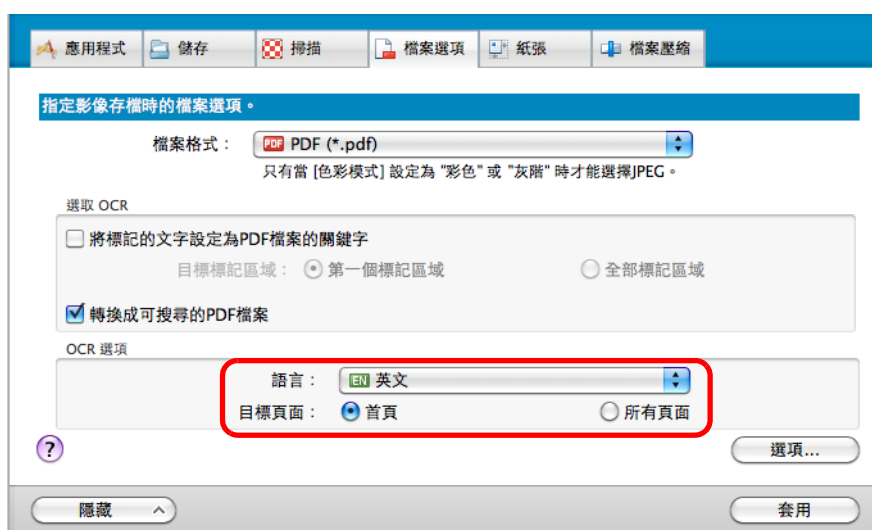 應用程式 儲存 掃描 檔案選項 紙張 檔案壓縮
指定影像存檔時的檔案選項。
檔案格式： PDF PDF (*.pdf)
只有當 [色彩模式] 設定為 "彩色" 或 "灰階" 時才能選擇JPEG。
選取 OCR
將標記的文字設定為PDF檔案的關鍵字
目標標記區域： 第一個標記區域 全部標記區域
轉換成可搜尋的PDF檔案
OCR 選項
語言： EN 英文
目標頁面： 首頁 所有頁面
? 選項...
隱藏 套用